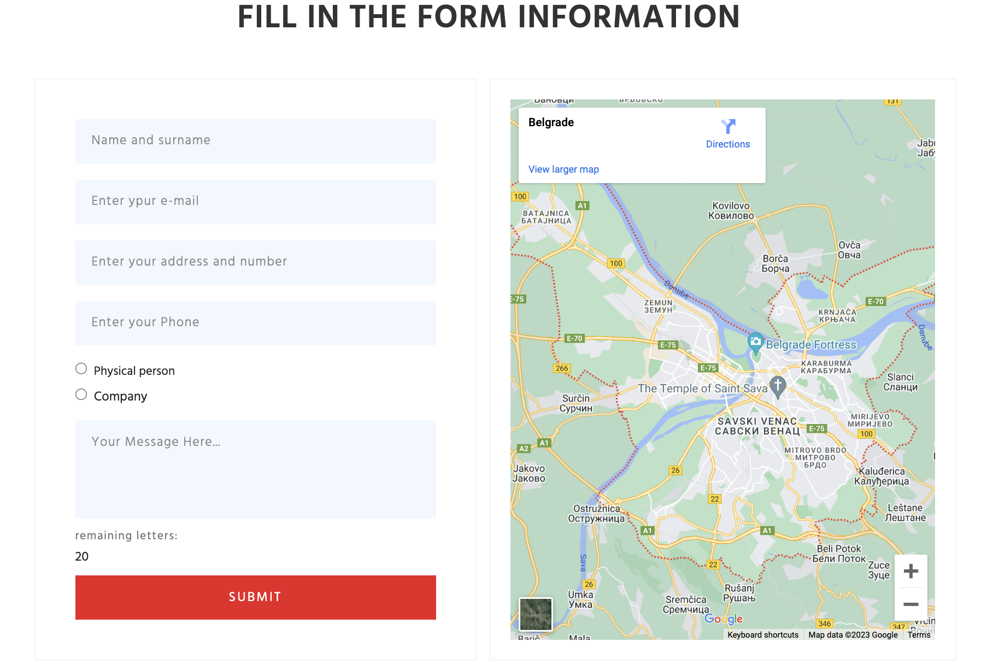 FILL IN THE FORM INFORMATION
Name and surname
Enter ypur e-mail
Enter your address and number
Enter your Phone
Physical person
Company
Your Message Here...
remaining letters:
20
SUBMIT
Belgrade
Directions
View larger map
131
100
A1
BATAJNICA
БАТАЈНИЦА
Kovilovo
Ковилово
Ovča
Овча
Borča
Борча
100
Danube
E-75
ZEMUN
ЗЕМУН
E-70
KRNJAČA
КРЊАЧА
Danube
E-70
E-75
Belgrade Fortress
E-75
KARABURMA
КАРАБУРМА
266
Slanci
Сланци
The Temple of Saint Sava
Surčin
Сурчин
SAVSKI VENAC
САВСКИ ВЕНАЦ
MIRIJEVO
МИРИЈЕВО
E-75
100
A1
A2
MITROVO BRDO
МИТРОВО
БРДО
Jakovo
Јаково
26
Kaluđerica
Калуђерица
22
Ostružnica
Остружница
Leštane
Лештане
A1
A1
Beli Potok
Бели Поток
Sava
22
Zuce
Зуце
26
Umka
Умка
Rušanj
Рушањ
Sremčica
Сремчица
Google
346
347
Barič
Mala
Keyboard shortcuts
Map data ©2023 Google
Terms